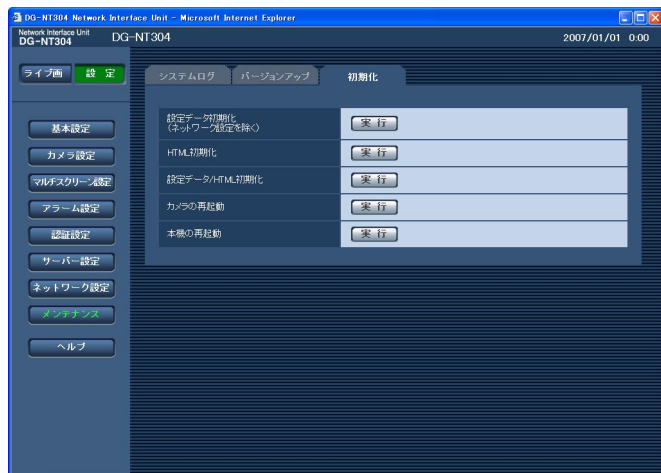 DG-NT304 Network Interface Unit - Microsoft Internet Explorer
Network Interface Unit
DG-NT304
DG-NT304
2007/01/01 0:00
ライブ画
設 定
システムログ
バージョンアップ
初期化
基本設定
カメラ設定
マルチスクリーン設定
アラーム設定
認証設定
サーバー設定
ネットワーク設定
メンテナンス
ヘルプ
設定データ初期化
(ネットワーク設定を除く)
実 行
HTML初期化
実 行
設定データ/HTML初期化
実 行
カメラの再起動
実 行
本機の再起動
実 行